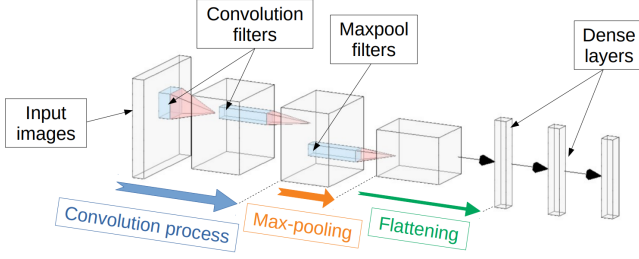 Convolution
filters
Maxpool
filters
Dense
layers
Input
images
Convolution process
Max-pooling
Flattening